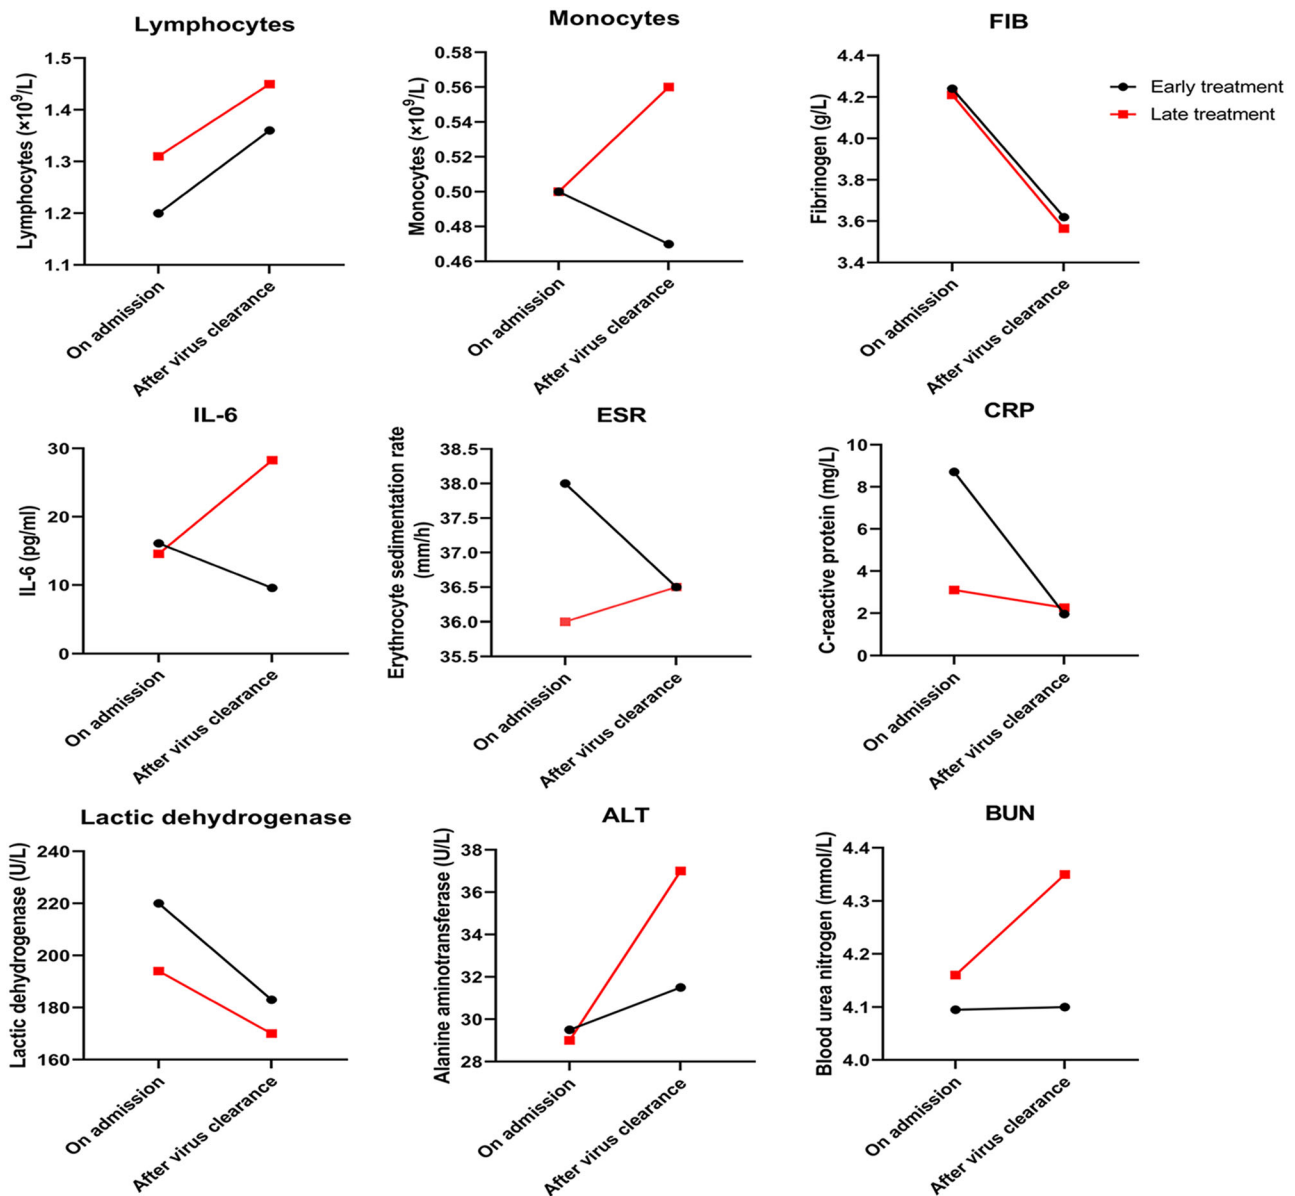 Lymphocytes
Lymphocytes (×10⁹/L)
1.5
1.4
1.3
1.2
1.1
On admission
After virus clearance
Monocytes
Monocytes (×10⁹/L)
0.58
0.56
0.54
0.52
0.50
0.48
0.46
On admission
After virus clearance
FIB
Fibrinogen (g/L)
4.4
4.2
4.0
3.8
3.6
3.4
On admission
After virus clearance
Early treatment
Late treatment
IL-6
IL-6 (pg/ml)
30
20
10
0
On admission
After virus clearance
ESR
Erythrocyte sedimentation rate
(mm/h)
38.5
38.0
37.5
37.0
36.5
36.0
35.5
On admission
After virus clearance
CRP
C-reactive protein (mg/L)
10
8
6
4
2
0
On admission
After virus clearance
Lactic dehydrogenase
Lactic dehydrogenase (U/L)
240
220
200
180
160
On admission
After virus clearance
ALT
Alanine aminotransferase (U/L)
38
36
34
32
30
28
On admission
After virus clearance
BUN
Blood urea nitrogen (mmol/L)
4.4
4.3
4.2
4.1
4.0
On admission
After virus clearance